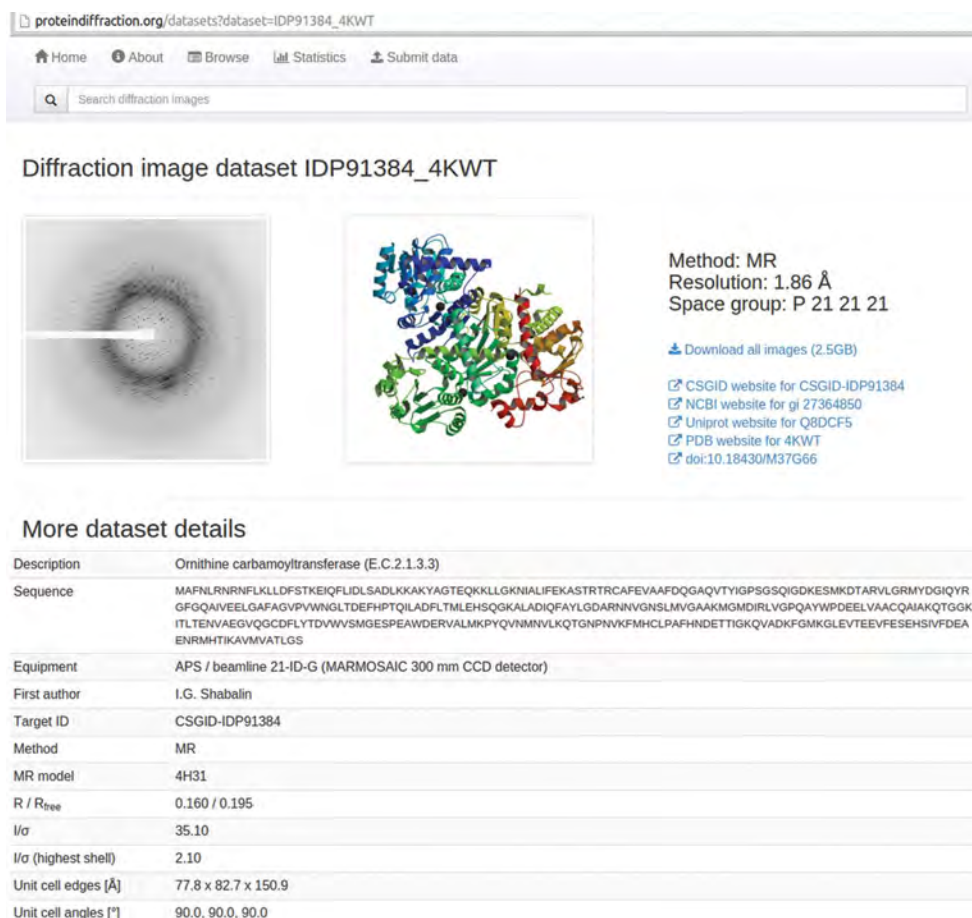 proteindiffraction.org/datasets?dataset=IDP91384_4KWT
Home About Browse Statistics Submit data
Search diffraction images
Diffraction image dataset IDP91384_4KWT
Method: MR
Resolution: 1.86 Å
Space group: P 21 21 21
Download all images (2.5GB)
CSGID website for CSGID-IDP91384
NCBI website for gi 27364850
Uniprot website for Q8DCF5
PDB website for 4KWT
doi:10.18430/M37G66
More dataset details
Description Ornithine carbamoyltransferase (E.C.2.1.3.3)
Sequence MAFNLRNRNFLKLLDFSTKEIQFLIDLSADLKKAKYAGTEQKKLLGKNIALIFEKASTRTRCAFEVAAFDQGAQVTYIGPSGSQIGDKESMKDTARVLGRMYDGIQYR
GFGQAIVEELGAFAGVPVWNGLTDEFHPTQILADFLTMLEHSQGKALADIQFAYLGDARNNVGNSLMVGAAKMGMDIRLVGPQAYWPDEELVAACQAIAKQTGGK
ITLTENVAEGVQGCDFLYTDVWVSMGESPEAWDERVALMKPYQVNMNVLKQTGNPNVKFMHCLPAFHNDETTIGKQVADKFGMKGLEVTEEVFESEHSIVFDEA
ENRMHTIKAVMVATLGS
Equipment APS / beamline 21-ID-G (MARMOSAIC 300 mm CCD detector)
First author I.G. Shabalin
Target ID CSGID-IDP91384
Method MR
MR model 4H31
R / Rfree 0.160 / 0.195
I/σ 35.10
I/σ (highest shell) 2.10
Unit cell edges [Å] 77.8 x 82.7 x 150.9
Unit cell angles [°] 90.0, 90.0, 90.0